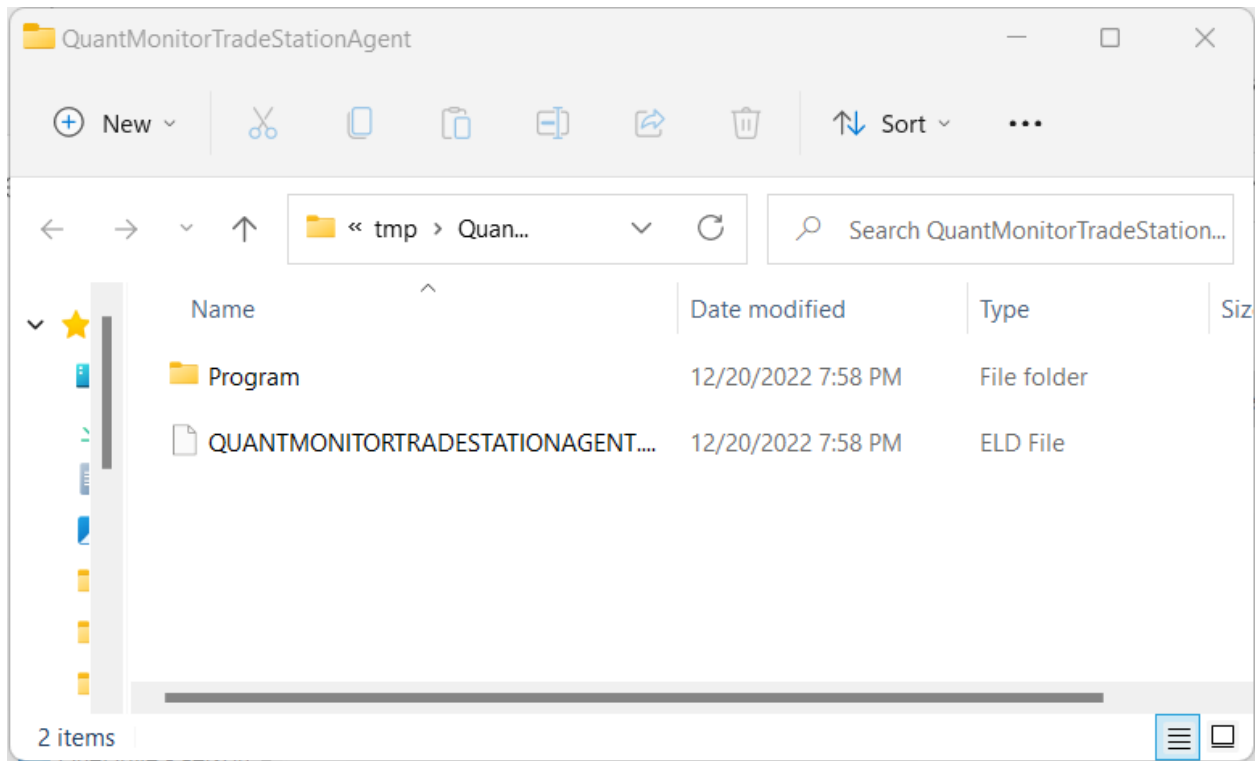 QuantMonitorTradeStationAgent
New
Sort
« tmp > Quan...
Search QuantMonitorTradeStation...
Name Date modified Type Siz
Program 12/20/2022 7:58 PM File folder
QUANTMONITORTRADESTATIONAGENT.... 12/20/2022 7:58 PM ELD File
2 items